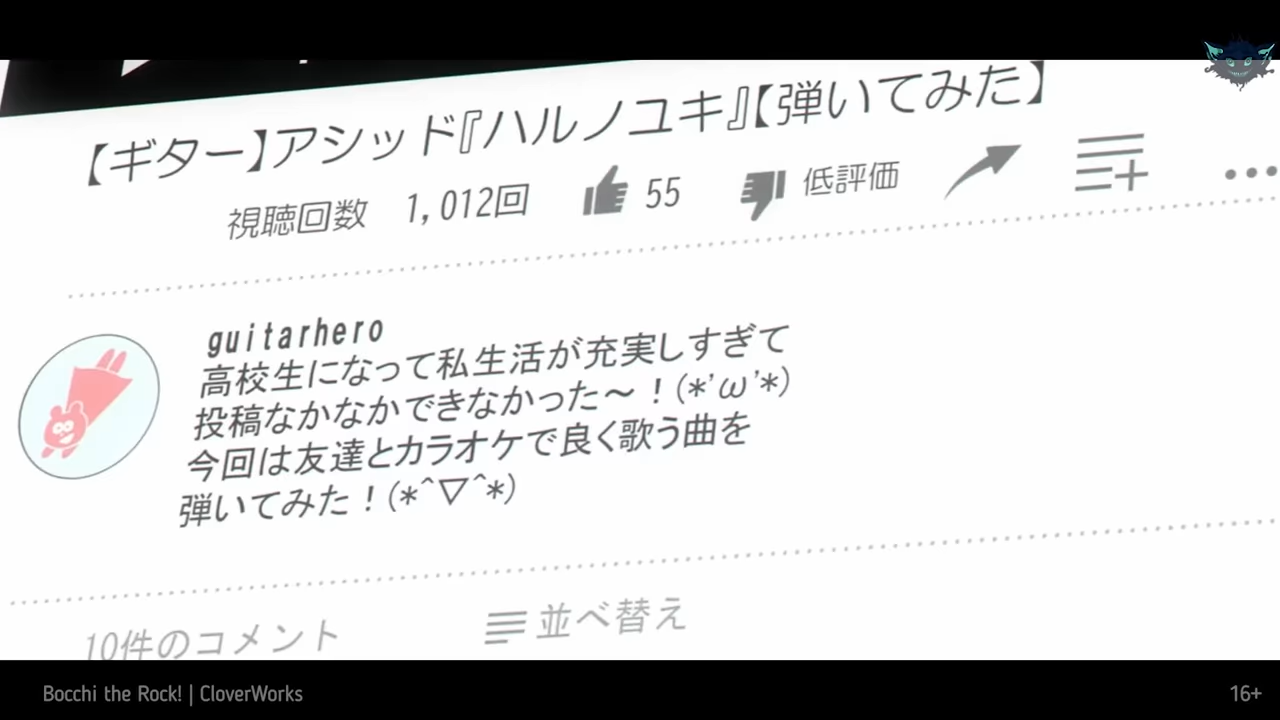 【ギター】アシッド『ハルノユキ』【弾いてみた】
視聴回数 1,012回 55 低評価
guitarhero
高校生になって私生活が充実しすぎて
投稿なかなかできなかった～！(*'ω'*)
今回は友達とカラオケで良く歌う曲を
弾いてみた！(*^▽^*)
10件のコメント 並べ替え
Bocchi the Rock! | CloverWorks 16+